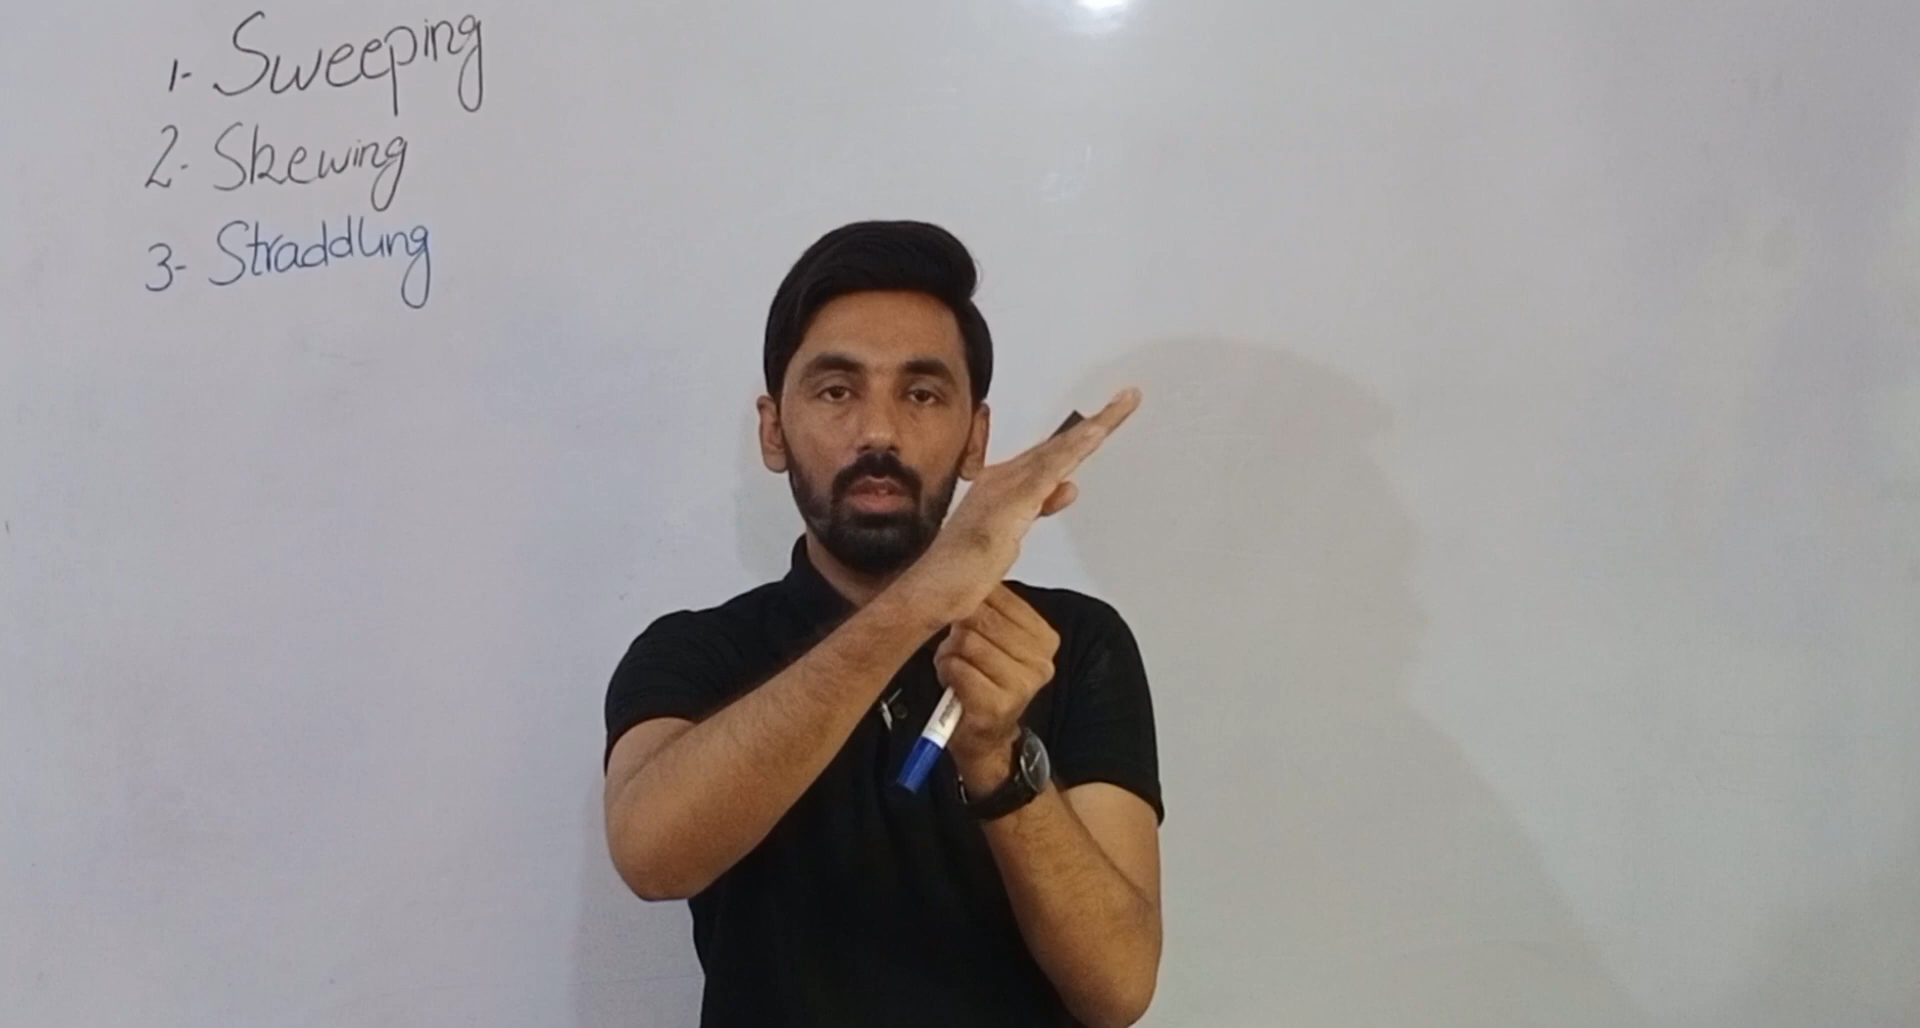 1- Sweeping
2- Skewing
3- Straddling